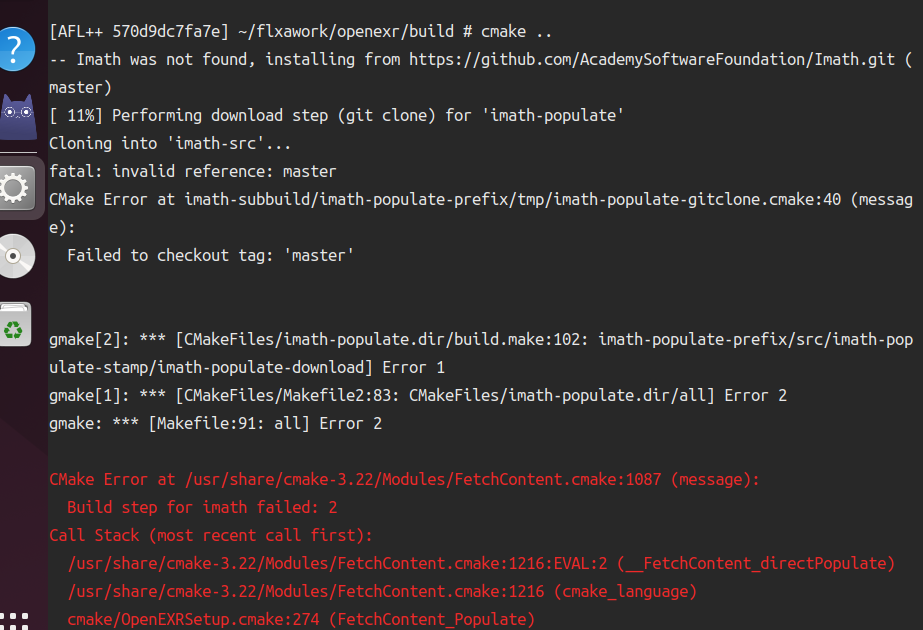 [AFL++ 570d9dc7fa7e] ~/flxawork/openexr/build # cmake ..
-- Imath was not found, installing from https://github.com/AcademySoftwareFoundation/Imath.git (
master)
[ 11%] Performing download step (git clone) for 'imath-populate'
Cloning into 'imath-src'...
fatal: invalid reference: master
CMake Error at imath-subbuild/imath-populate-prefix/tmp/imath-populate-gitclone.cmake:40 (messag
e):
  Failed to checkout tag: 'master'
gmake[2]: *** [CMakeFiles/imath-populate.dir/build.make:102: imath-populate-prefix/src/imath-pop
ulate-stamp/imath-populate-download] Error 1
gmake[1]: *** [CMakeFiles/Makefile2:83: CMakeFiles/imath-populate.dir/all] Error 2
gmake: *** [Makefile:91: all] Error 2
CMake Error at /usr/share/cmake-3.22/Modules/FetchContent.cmake:1087 (message):
  Build step for imath failed: 2
Call Stack (most recent call first):
  /usr/share/cmake-3.22/Modules/FetchContent.cmake:1216:EVAL:2 (__FetchContent_directPopulate)
  /usr/share/cmake-3.22/Modules/FetchContent.cmake:1216 (cmake_language)
  cmake/OpenEXRSetup.cmake:274 (FetchContent_Populate)